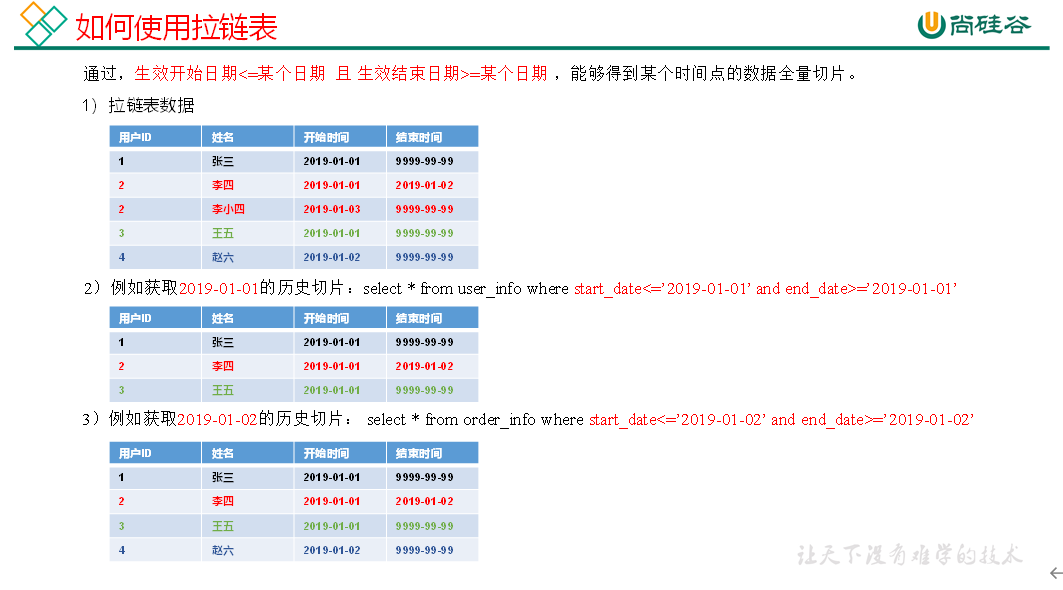 如何使用拉链表
尚硅谷
通过，生效开始日期<=某个日期 且 生效结束日期>=某个日期 ，能够得到某个时间点的数据全量切片。
1）拉链表数据
用户ID 姓名 开始时间 结束时间
1 张三 2019-01-01 9999-99-99
2 李四 2019-01-01 2019-01-02
2 李小四 2019-01-03 9999-99-99
3 王五 2019-01-01 9999-99-99
4 赵六 2019-01-02 9999-99-99
2）例如获取2019-01-01的历史切片：select * from user_info where start_date<=’2019-01-01’ and end_date>=’2019-01-01’
用户ID 姓名 开始时间 结束时间
1 张三 2019-01-01 9999-99-99
2 李四 2019-01-01 2019-01-02
3 王五 2019-01-01 9999-99-99
3）例如获取2019-01-02的历史切片： select * from order_info where start_date<=’2019-01-02’ and end_date>=’2019-01-02’
用户ID 姓名 开始时间 结束时间
1 张三 2019-01-01 9999-99-99
2 李四 2019-01-01 2019-01-02
3 王五 2019-01-01 9999-99-99
4 赵六 2019-01-02 9999-99-99
让天下没有难学的技术